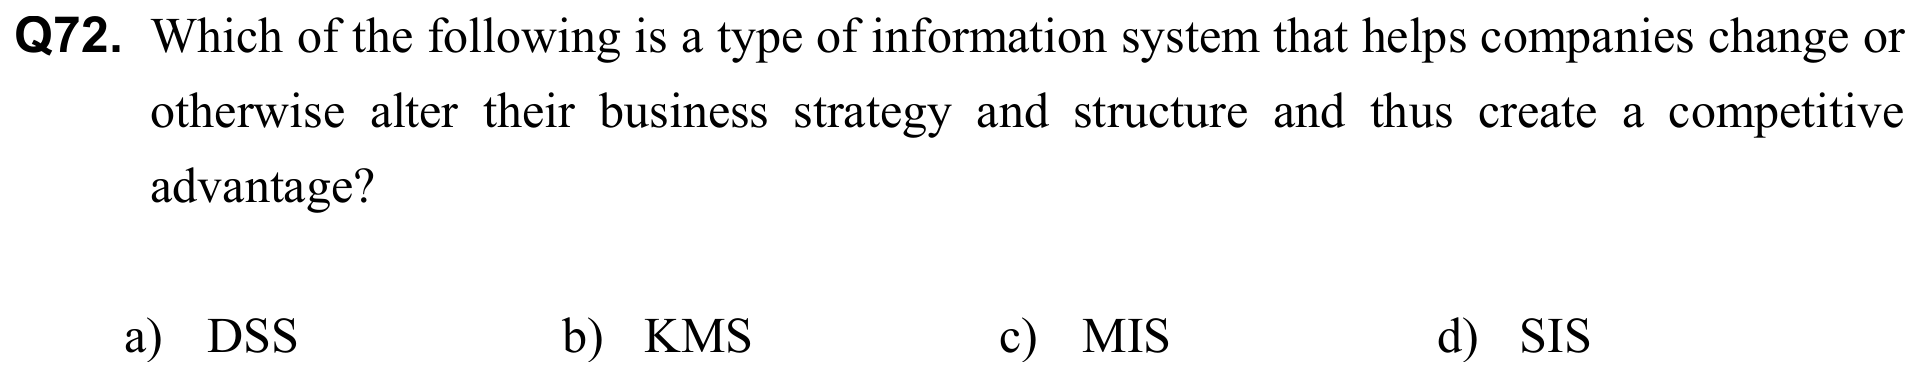 Q72. Which of the following is a type of information system that helps companies change or
otherwise alter their business strategy and structure and thus create a competitive
advantage?
a) DSS b) KMS c) MIS d) SIS